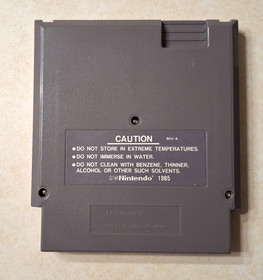 CAUTION REV-A
●DO NOT STORE IN EXTREME TEMPERATURES.
●DO NOT IMMERSE IN WATER.
●DO NOT CLEAN WITH BENZENE, THINNER,
ALCOHOL OR OTHER SUCH SOLVENTS.
©®Nintendo® 1985
Nintendo